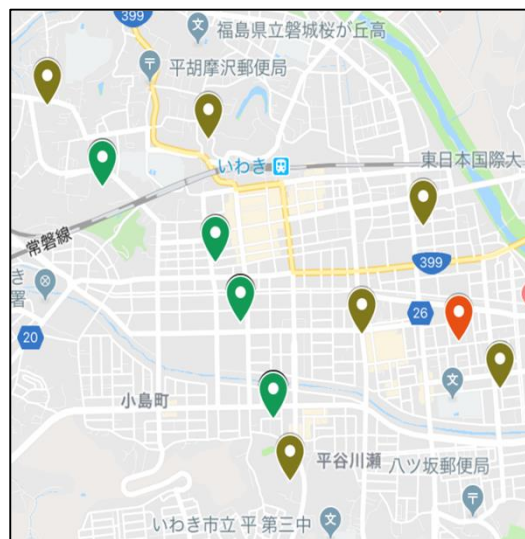 399
福島県立磐城桜が丘高
平胡摩沢郵便局
いわき
東日本国際大
常磐線
399
き
署
26
20
小島町
平谷川瀬
八ツ坂郵便局
いわき市立 平 第三中